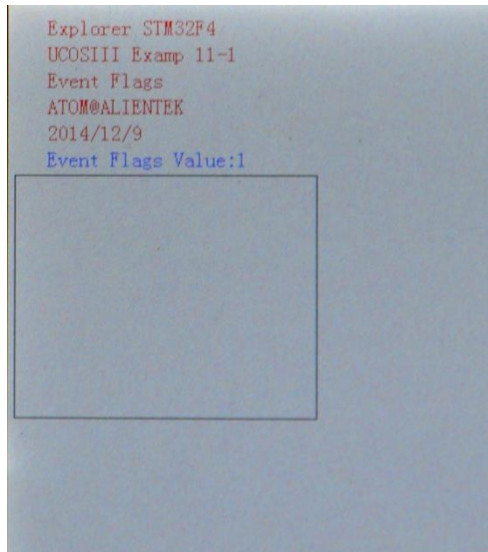 Explorer STM32F4
UCOSIII Examp 11-1
Event Flags
ATOM@ALIENTEK
2014/12/9
Event Flags Value:1